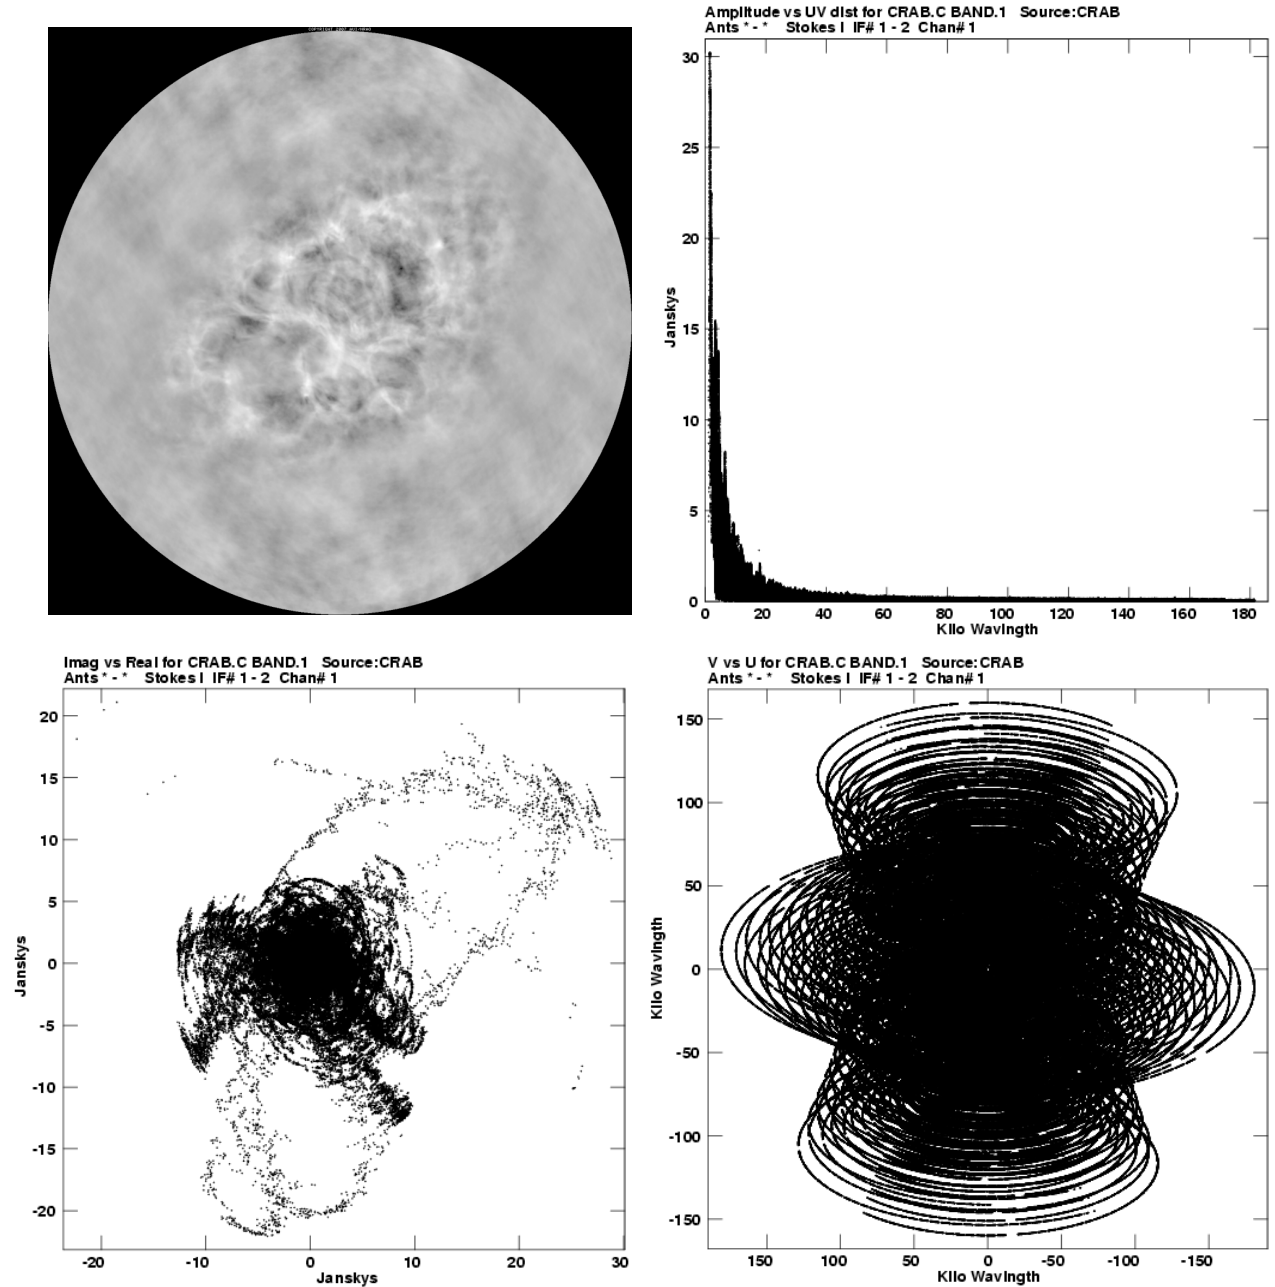 Amplitude vs UV dist for CRAB.C BAND.1 Source:CRAB
Ants * - * Stokes I IF# 1 - 2 Chan# 1
30
25
20
15
10
5
0
Janskys
0 20 40 60 80 100 120 140 160 180
Kilo Wavlngth
Imag vs Real for CRAB.C BAND.1 Source:CRAB
Ants * - * Stokes I IF# 1 - 2 Chan# 1
20
15
10
5
0
-5
-10
-15
-20
Janskys
-20 -10 0 10 20 30
Janskys
V vs U for CRAB.C BAND.1 Source:CRAB
Ants * - * Stokes I IF# 1 - 2 Chan# 1
150
100
50
0
-50
-100
-150
Kilo Wavlngth
150 100 50 0 -50 -100 -150
Kilo Wavlngth